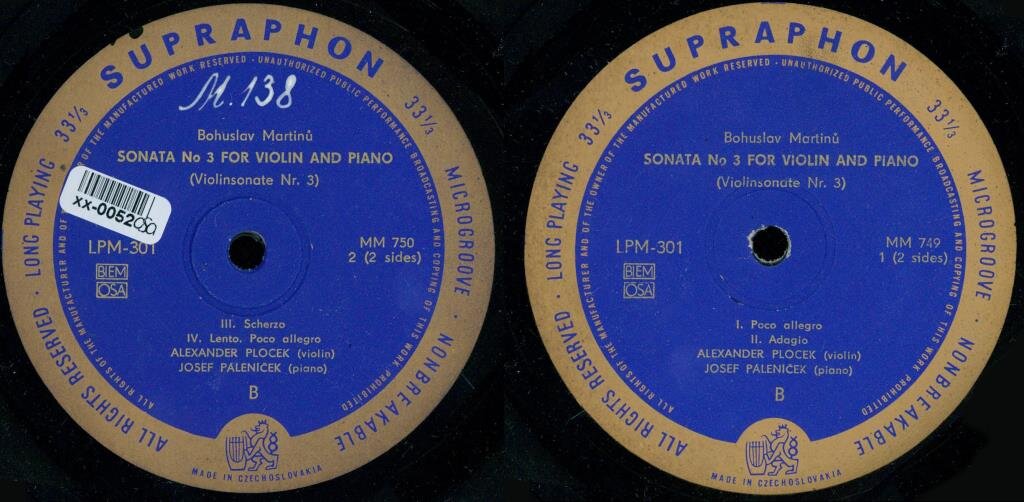 SUPRAPHON
33⅓
LONG PLAYING · 33⅓
MICROGROOVE · NONBREAKABLE
ALL RIGHTS RESERVED
ALL RIGHTS OF THE MANUFACTURER AND OF THE OWNER OF THE MANUFACTURED WORK RESERVED · UNAUTHORIZED PUBLIC PERFORMANCE BROADCASTING AND COPYING OF THIS WORK PROHIBITED
M. 138
Bohuslav Martinů
SONATA No 3 FOR VIOLIN AND PIANO
(Violinsonate Nr. 3)
xx-0052050
LPM-301
BIEM
OSA
MM 750
2 (2 sides)
III. Scherzo
IV. Lento. Poco allegro
ALEXANDER PLOCEK (violin)
JOSEF PÁLENÍČEK (piano)
B
MADE IN CZECHOSLOVAKIA
SUPRAPHON
33⅓
LONG PLAYING · 33⅓
MICROGROOVE · NONBREAKABLE
ALL RIGHTS RESERVED
ALL RIGHTS OF THE MANUFACTURER AND OF THE OWNER OF THE MANUFACTURED WORK RESERVED · UNAUTHORIZED PUBLIC PERFORMANCE BROADCASTING AND COPYING OF THIS WORK PROHIBITED
Bohuslav Martinů
SONATA No 3 FOR VIOLIN AND PIANO
(Violinsonate Nr. 3)
LPM-301
BIEM
OSA
MM 749
1 (2 sides)
I. Poco allegro
II. Adagio
ALEXANDER PLOCEK (violin)
JOSEF PÁLENÍČEK (piano)
B
MADE IN CZECHOSLOVAKIA